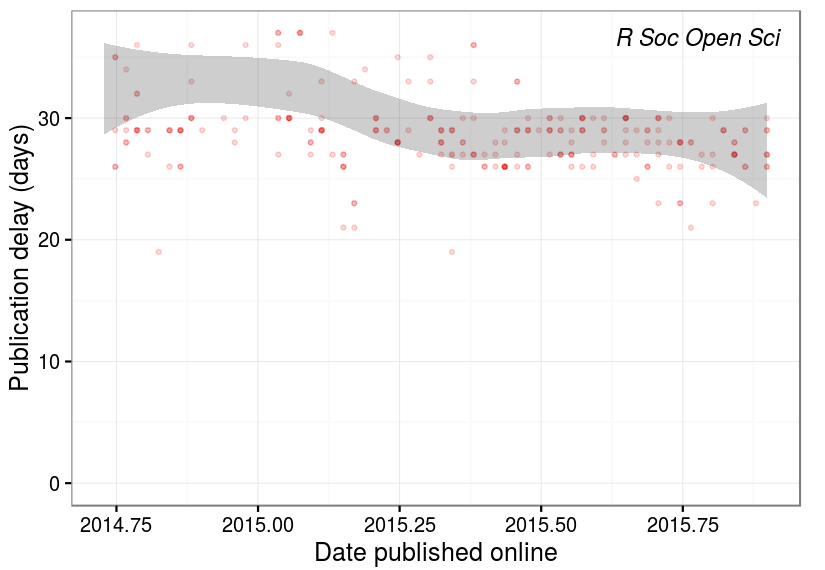 R Soc Open Sci
Publication delay (days)
30
20
10
0
2014.75 2015.00 2015.25 2015.50 2015.75
Date published online